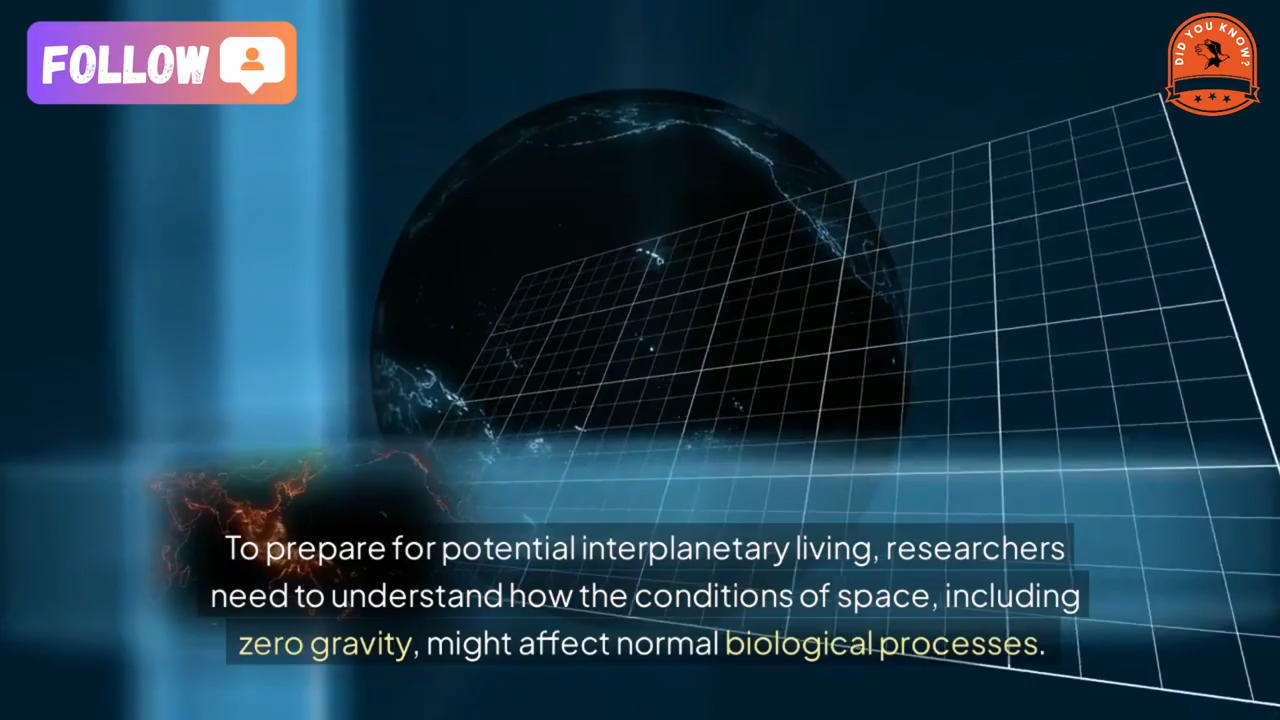 FOLLOW
DID YOU KNOW?
To prepare for potential interplanetary living, researchers
need to understand how the conditions of space, including
zero gravity, might affect normal biological processes.